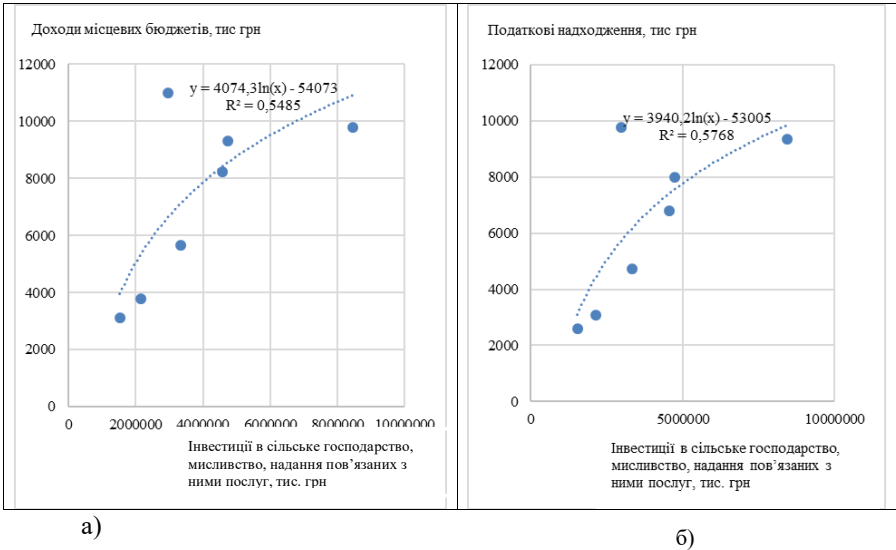 Доходи місцевих бюджетів, тис грн
12000
10000
8000
6000
4000
2000
0
y = 4074,3ln(x) - 54073
R² = 0,5485
0 2000000 4000000 6000000 8000000 10000000
Інвестиції в сільське господарство,
мисливство, надання пов’язаних з
ними послуг, тис. грн
а)
Податкові надходження, тис грн
12000
10000
8000
6000
4000
2000
0
y = 3940,2ln(x) - 53005
R² = 0,5768
0 5000000 10000000
Інвестиції в сільське господарство,
мисливство, надання пов’язаних з
ними послуг, тис. грн
б)